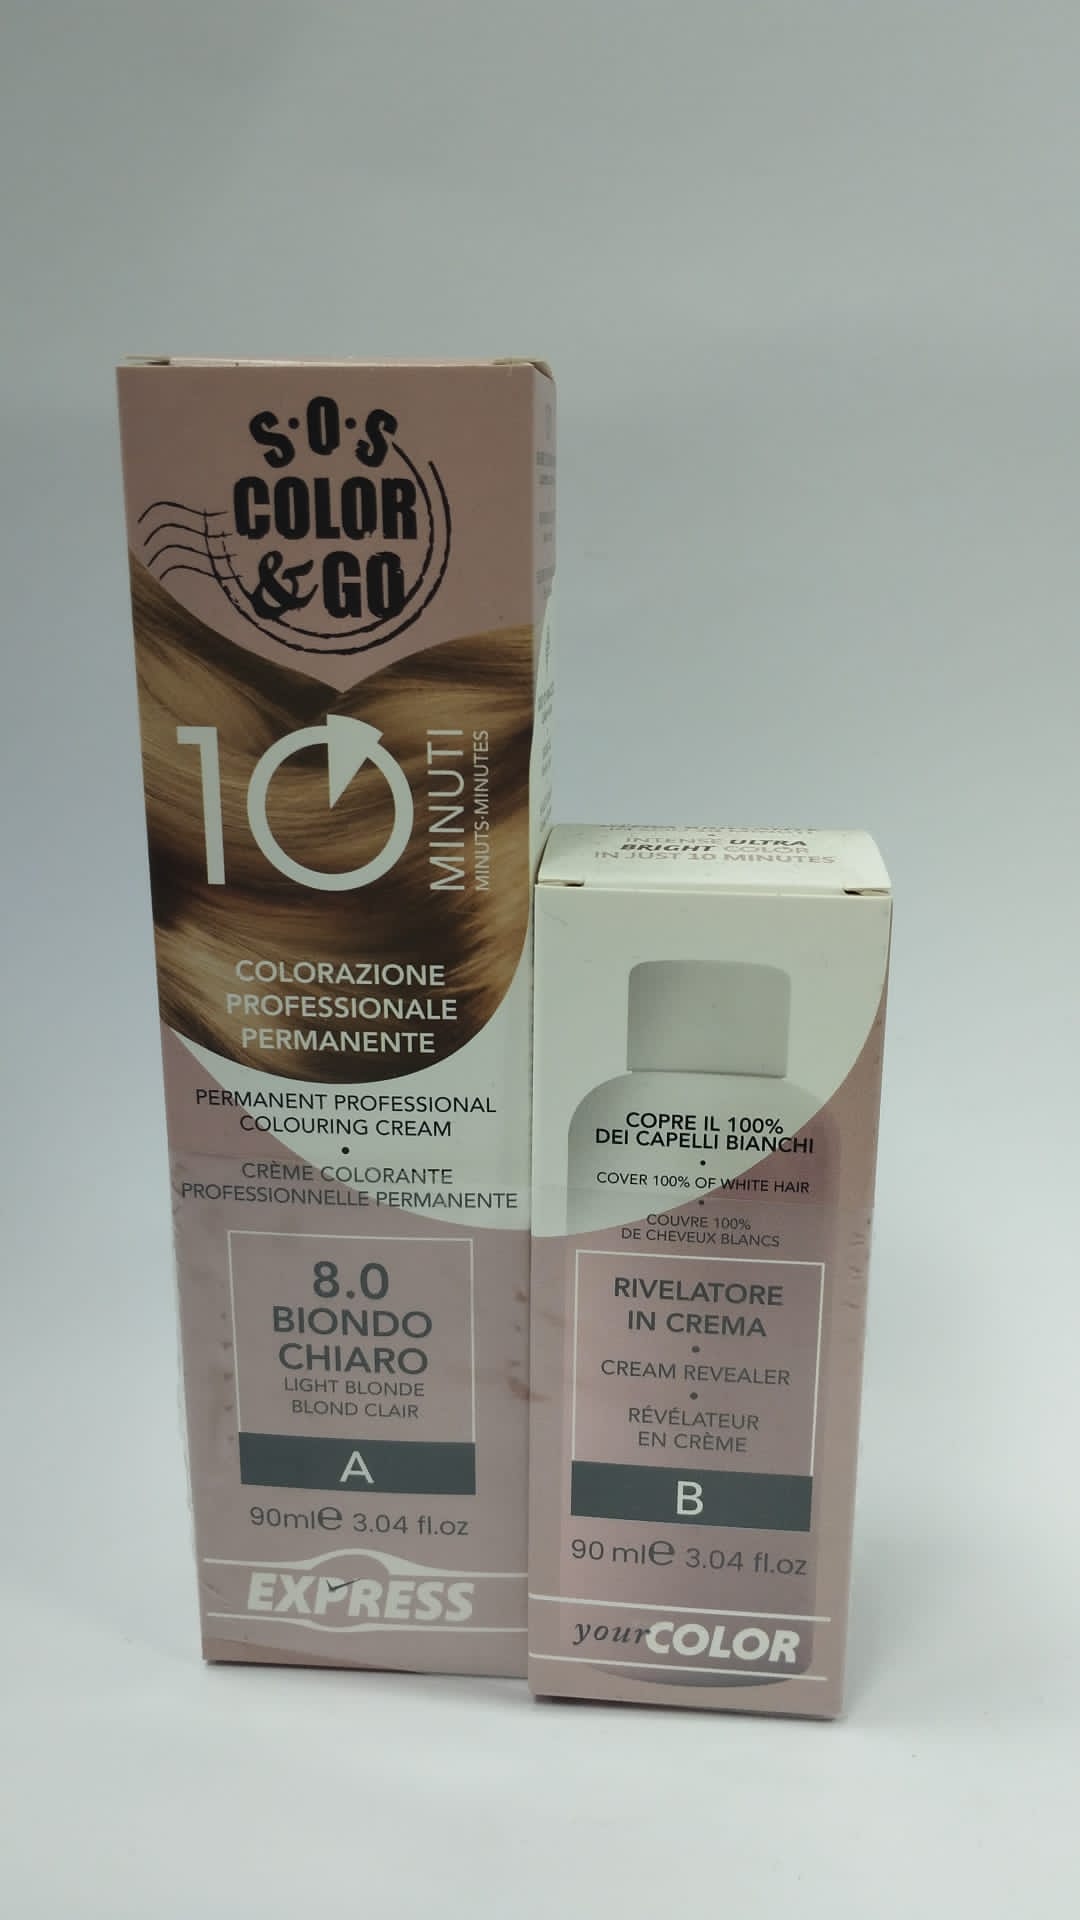 S·O·S
COLOR
&GO
10
MINUTI
MINUTS·MINUTES
COLORAZIONE
PROFESSIONALE
PERMANENTE
PERMANENT PROFESSIONAL
COLOURING CREAM
•
CRÈME COLORANTE
PROFESSIONNELLE PERMANENTE
8.0
BIONDO
CHIARO
LIGHT BLONDE
BLOND CLAIR
A
90ml℮ 3.04 fl.oz
EXPRESS
INTENSE ULTRA
BRIGHT COLOR
IN JUST 10 MINUTES
COPRE IL 100%
DEI CAPELLI BIANCHI
•
COVER 100% OF WHITE HAIR
•
COUVRE 100%
DE CHEVEUX BLANCS
RIVELATORE
IN CREMA
•
CREAM REVEALER
•
RÉVÉLATEUR
EN CRÈME
B
90 ml℮ 3.04 fl.oz
yourCOLOR